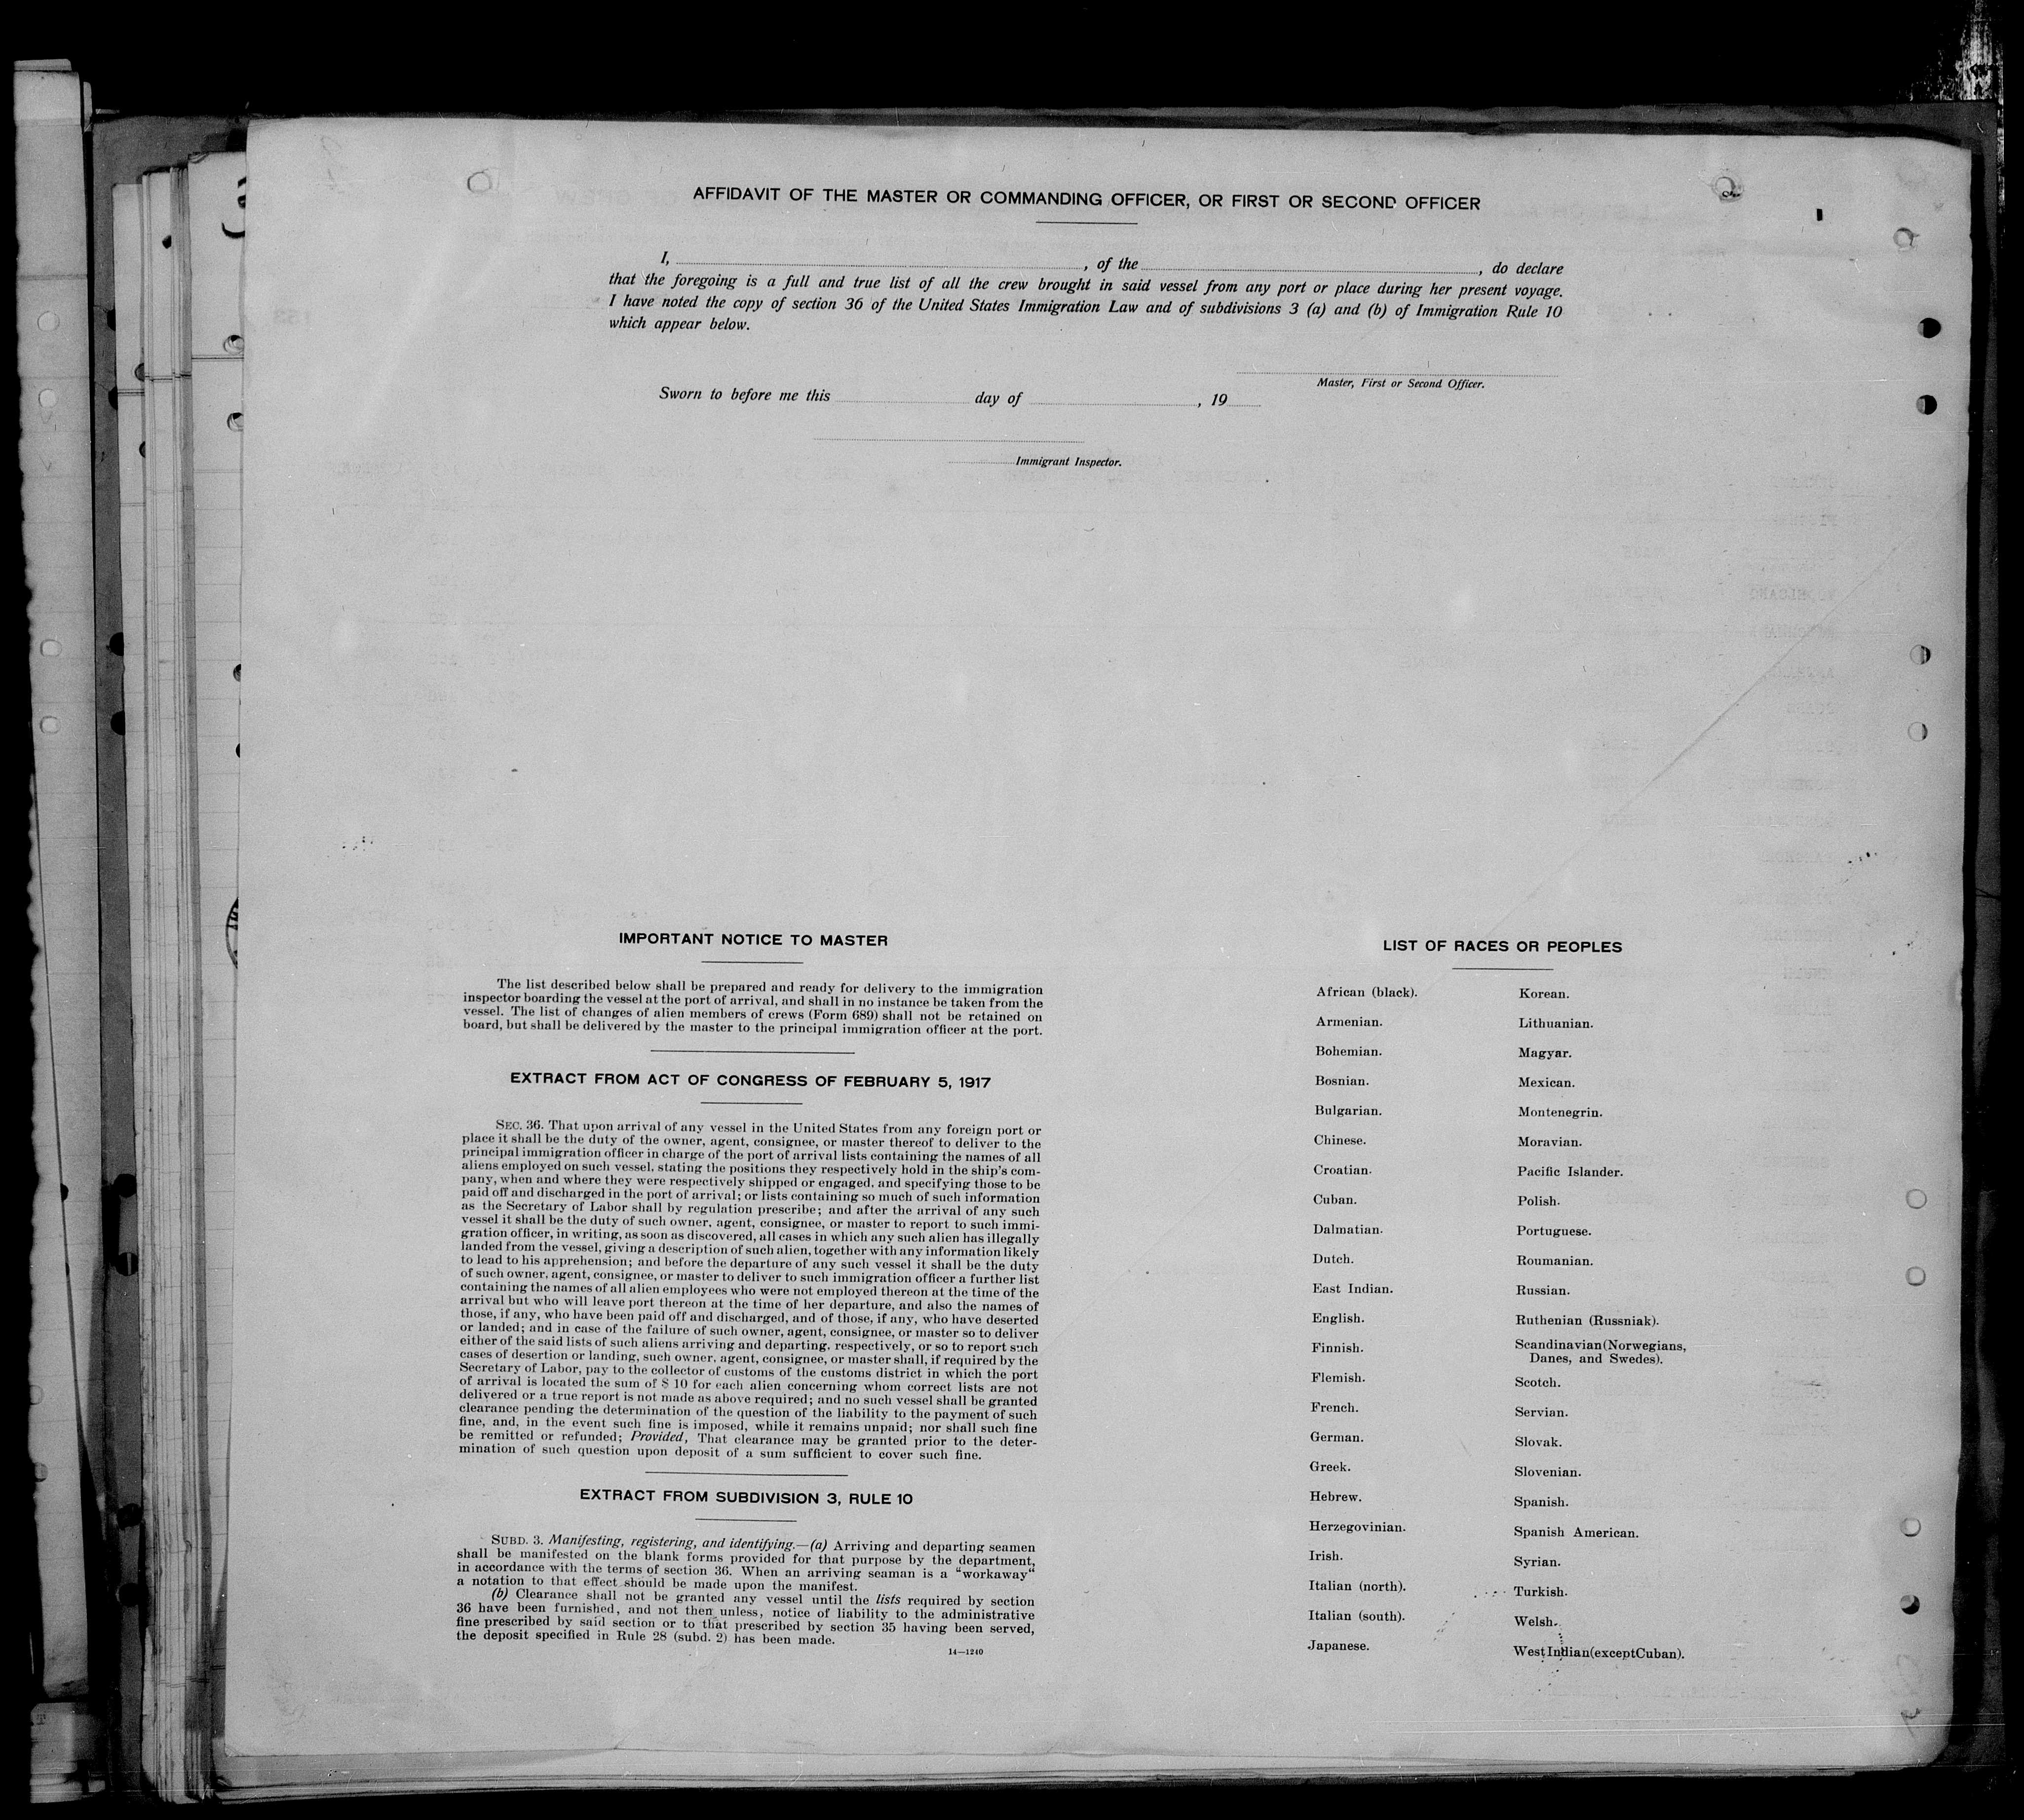 AFFIDAVIT OF THE MASTER OR COMMANDING OFFICER, OR FIRST OR SECOND OFFICER
I, , of the , do declare
that the foregoing is a full and true list of all the crew brought in said vessel from any port or place during her present voyage.
I have noted the copy of section 36 of the United States Immigration Law and of subdivisions 3 (a) and (b) of Immigration Rule 10
which appear below.
Master, First or Second Officer.
Sworn to before me this day of , 19
Immigrant Inspector.
IMPORTANT NOTICE TO MASTER
The list described below shall be prepared and ready for delivery to the immigration
inspector boarding the vessel at the port of arrival, and shall in no instance be taken from the
vessel. The list of changes of alien members of crews (Form 689) shall not be retained on
board, but shall be delivered by the master to the principal immigration officer at the port.
EXTRACT FROM ACT OF CONGRESS OF FEBRUARY 5, 1917
SEC. 36. That upon arrival of any vessel in the United States from any foreign port or
place it shall be the duty of the owner, agent, consignee, or master thereof to deliver to the
principal immigration officer in charge of the port of arrival lists containing the names of all
aliens employed on such vessel, stating the positions they respectively hold in the ship's com-
pany, when and where they were respectively shipped or engaged, and specifying those to be
paid off and discharged in the port of arrival; or lists containing so much of such information
as the Secretary of Labor shall by regulation prescribe; and after the arrival of any such
vessel it shall be the duty of such owner, agent, consignee, or master to report to such immi-
gration officer, in writing, as soon as discovered, all cases in which any such alien has illegally
landed from the vessel, giving a description of such alien, together with any information likely
to lead to his apprehension; and before the departure of any such vessel it shall be the duty
of such owner, agent, consignee, or master to deliver to such immigration officer a further list
containing the names of all alien employees who were not employed thereon at the time of the
arrival but who will leave port thereon at the time of her departure, and also the names of
those, if any, who have been paid off and discharged, and of those, if any, who have deserted
or landed; and in case of the failure of such owner, agent, consignee, or master so to deliver
either of the said lists of such aliens arriving and departing, respectively, or so to report such
cases of desertion or landing, such owner, agent, consignee, or master shall, if required by the
Secretary of Labor, pay to the collector of customs of the customs district in which the port
of arrival is located the sum of $ 10 for each alien concerning whom correct lists are not
delivered or a true report is not made as above required; and no such vessel shall be granted
clearance pending the determination of the question of the liability to the payment of such
fine, and, in the event such fine is imposed, while it remains unpaid; nor shall such fine
be remitted or refunded; Provided, That clearance may be granted prior to the deter-
mination of such question upon deposit of a sum sufficient to cover such fine.
EXTRACT FROM SUBDIVISION 3, RULE 10
SUBD. 3. Manifesting, registering, and identifying.—(a) Arriving and departing seamen
shall be manifested on the blank forms provided for that purpose by the department,
in accordance with the terms of section 36. When an arriving seaman is a "workaway"
a notation to that effect should be made upon the manifest.
(b) Clearance shall not be granted any vessel until the lists required by section
36 have been furnished, and not then unless, notice of liability to the administrative
fine prescribed by said section or to that prescribed by section 35 having been served,
the deposit specified in Rule 28 (subd. 2) has been made.
14—1240
LIST OF RACES OR PEOPLES
African (black).
Armenian.
Bohemian.
Bosnian.
Bulgarian.
Chinese.
Croatian.
Cuban.
Dalmatian.
Dutch.
East Indian.
English.
Finnish.
Flemish.
French.
German.
Greek.
Hebrew.
Herzegovinian.
Irish.
Italian (north).
Italian (south).
Japanese.
Korean.
Lithuanian.
Magyar.
Mexican.
Montenegrin.
Moravian.
Pacific Islander.
Polish.
Portuguese.
Roumanian.
Russian.
Ruthenian (Russniak).
Scandinavian(Norwegians,
Danes, and Swedes).
Scotch.
Servian.
Slovak.
Slovenian.
Spanish.
Spanish American.
Syrian.
Turkish.
Welsh.
West Indian(exceptCuban).